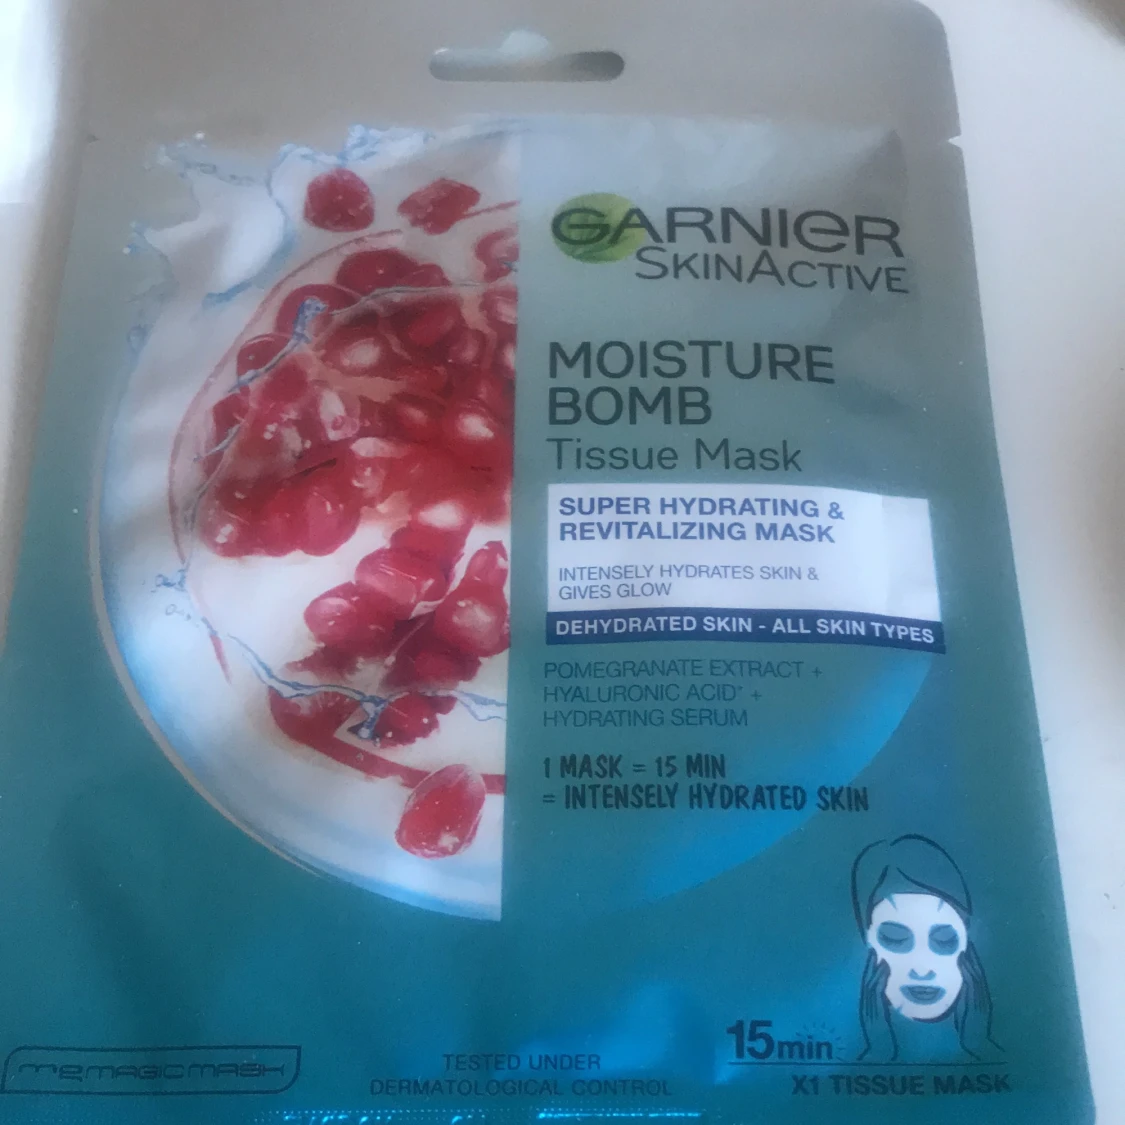 GARNIER
SKINACTIVE
MOISTURE
BOMB
Tissue Mask
SUPER HYDRATING &
REVITALIZING MASK
INTENSELY HYDRATES SKIN &
GIVES GLOW
DEHYDRATED SKIN - ALL SKIN TYPES
POMEGRANATE EXTRACT +
HYALURONIC ACID* +
HYDRATING SERUM
1 MASK = 15 MIN
= INTENSELY HYDRATED SKIN
15min
X1 TISSUE MASK
TESTED UNDER
DERMATOLOGICAL CONTROL
MAGIC MASK